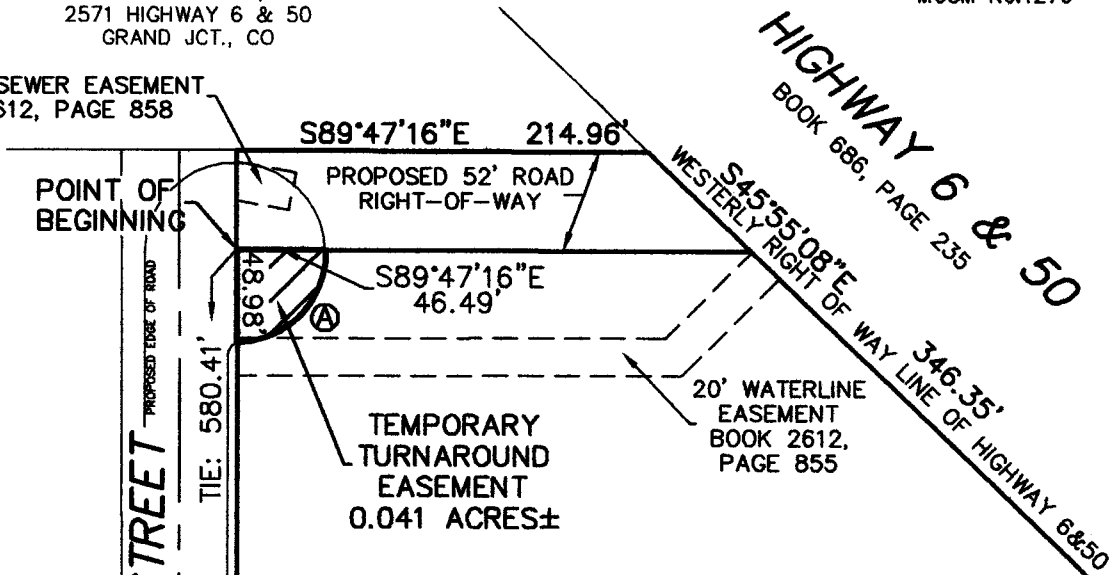 2571 HIGHWAY 6 & 50
GRAND JCT., CO
SEWER EASEMENT
612, PAGE 858
S89°47'16"E 214.96'
PROPOSED 52' ROAD
RIGHT-OF-WAY
POINT OF
BEGINNING
HIGHWAY 6 & 50
BOOK 686, PAGE 235
S45°55'08"E
346.35'
WESTERLY RIGHT OF WAY LINE OF HIGHWAY 6&50
S89°47'16"E
46.49'
48.98'
A
PROPOSED EDGE OF ROAD
TIE: 580.41'
TREET
TEMPORARY
TURNAROUND
EASEMENT
0.041 ACRES±
20' WATERLINE
EASEMENT
BOOK 2612,
PAGE 855